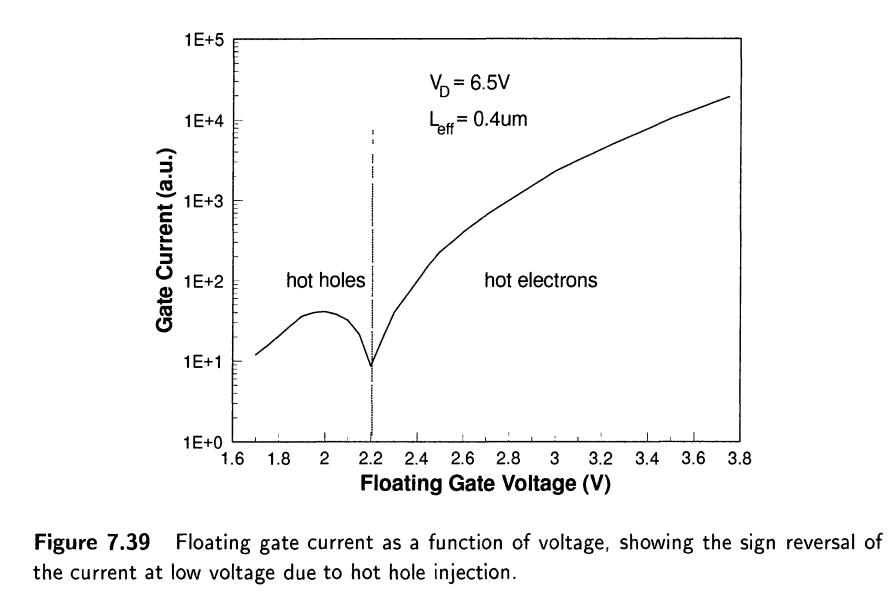 1E+5
V_D = 6.5V
L_eff = 0.4um
1E+4
1E+3
1E+2
1E+1
1E+0
Gate Current (a.u.)
hot holes
hot electrons
1.6 1.8 2 2.2 2.4 2.6 2.8 3 3.2 3.4 3.6 3.8
Floating Gate Voltage (V)
Figure 7.39 Floating gate current as a function of voltage, showing the sign reversal of
the current at low voltage due to hot hole injection.